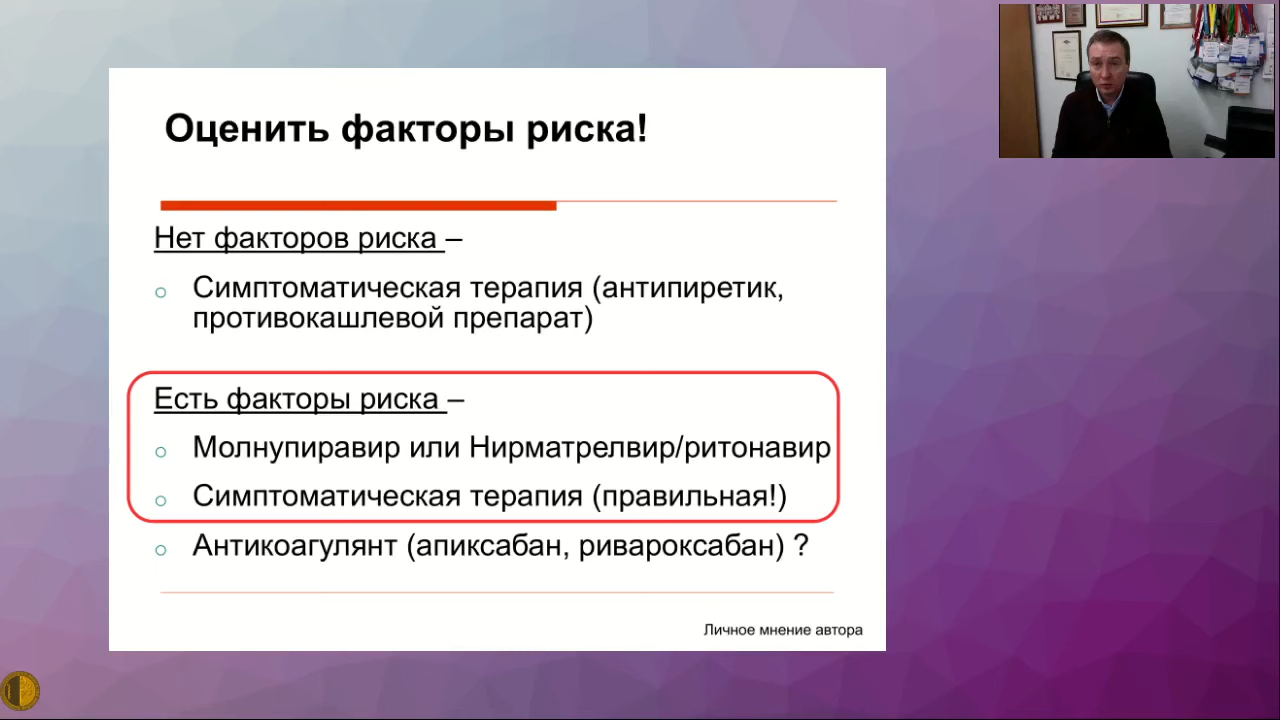 Оценить факторы риска!
Нет факторов риска –
Симптоматическая терапия (антипиретик,
противокашлевой препарат)
Есть факторы риска –
Молнупиравир или Нирматрелвир/ритонавир
Симптоматическая терапия (правильная!)
Антикоагулянт (апиксабан, ривароксабан) ?
Личное мнение автора